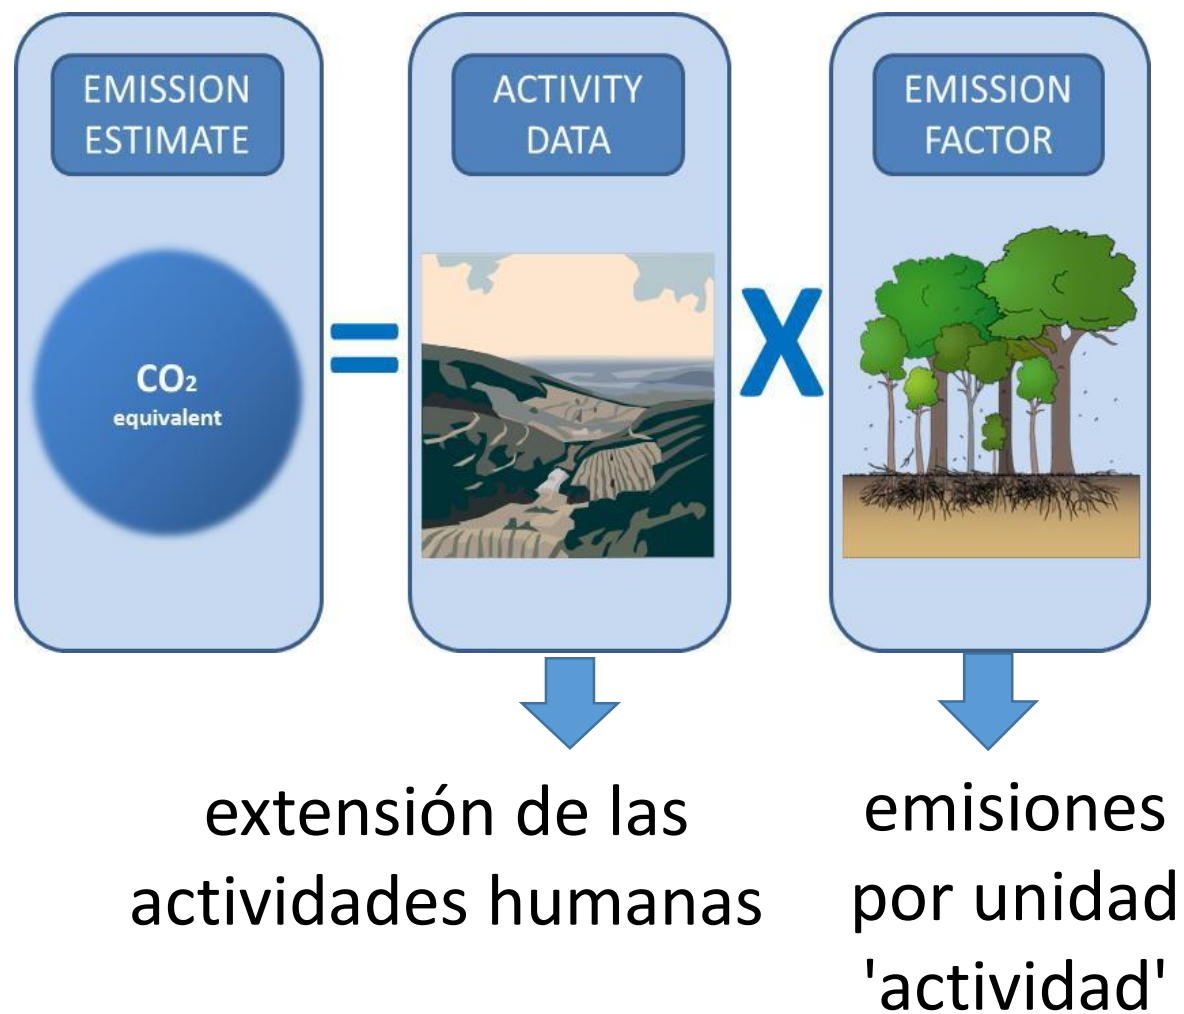 EMISSION
ESTIMATE
ACTIVITY
DATA
EMISSION
FACTOR
CO₂
equivalent
=
X
extensión de las
actividades humanas
emisiones
por unidad
'actividad'